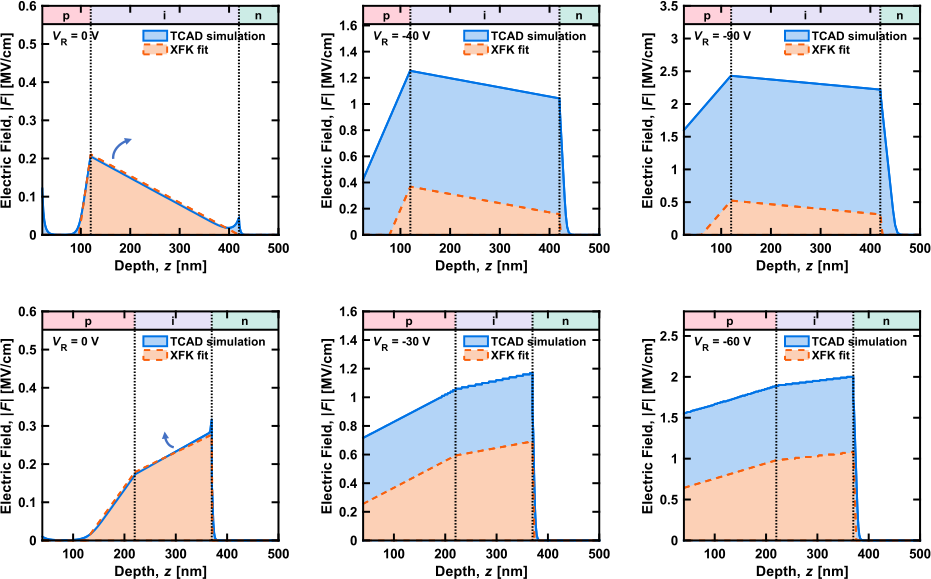 p i n
V_R = 0 V
TCAD simulation
XFK fit
Electric Field, |F| [MV/cm]
0.6
0.5
0.4
0.3
0.2
0.1
0
100 200 300 400 500
Depth, z [nm]
p i n
V_R = -40 V
TCAD simulation
XFK fit
Electric Field, |F| [MV/cm]
1.6
1.4
1.2
1
0.8
0.6
0.4
0.2
0
100 200 300 400 500
Depth, z [nm]
p i n
V_R = -90 V
TCAD simulation
XFK fit
Electric Field, |F| [MV/cm]
3.5
3
2.5
2
1.5
1
0.5
0
100 200 300 400 500
Depth, z [nm]
p i n
V_R = 0 V
TCAD simulation
XFK fit
Electric Field, |F| [MV/cm]
0.6
0.5
0.4
0.3
0.2
0.1
0
100 200 300 400 500
Depth, z [nm]
p i n
V_R = -30 V
TCAD simulation
XFK fit
Electric Field, |F| [MV/cm]
1.6
1.4
1.2
1
0.8
0.6
0.4
0.2
0
100 200 300 400 500
Depth, z [nm]
p i n
V_R = -60 V
TCAD simulation
XFK fit
Electric Field, |F| [MV/cm]
2.5
2
1.5
1
0.5
0
100 200 300 400 500
Depth, z [nm]